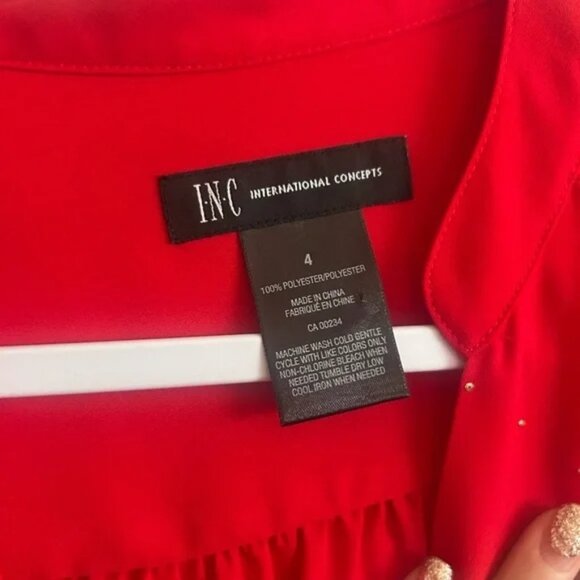 I·N·C INTERNATIONAL CONCEPTS
4
100% POLYESTER/POLYESTER
MADE IN CHINA
FABRIQUÉ EN CHINE
CA 00234
MACHINE WASH COLD GENTLE
CYCLE WITH LIKE COLORS ONLY
NON-CHLORINE BLEACH WHEN
NEEDED TUMBLE DRY LOW
COOL IRON WHEN NEEDED